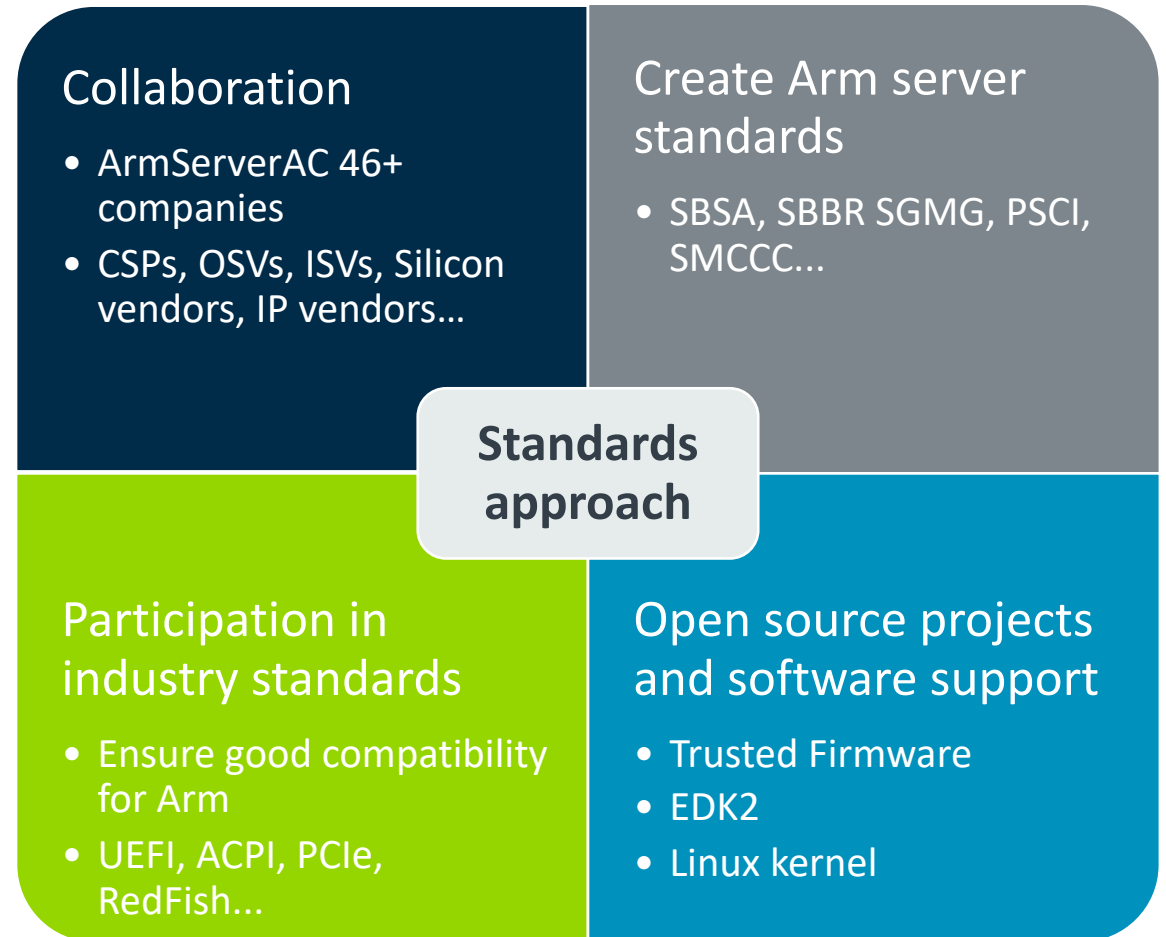 Collaboration
• ArmServerAC 46+
companies
• CSPs, OSVs, ISVs, Silicon
vendors, IP vendors...
Create Arm server
standards
• SBSA, SBBR SGMG, PSCI,
SMCCC...
Standards
approach
Participation in
industry standards
• Ensure good compatibility
for Arm
• UEFI, ACPI, PCIe,
RedFish...
Open source projects
and software support
• Trusted Firmware
• EDK2
• Linux kernel